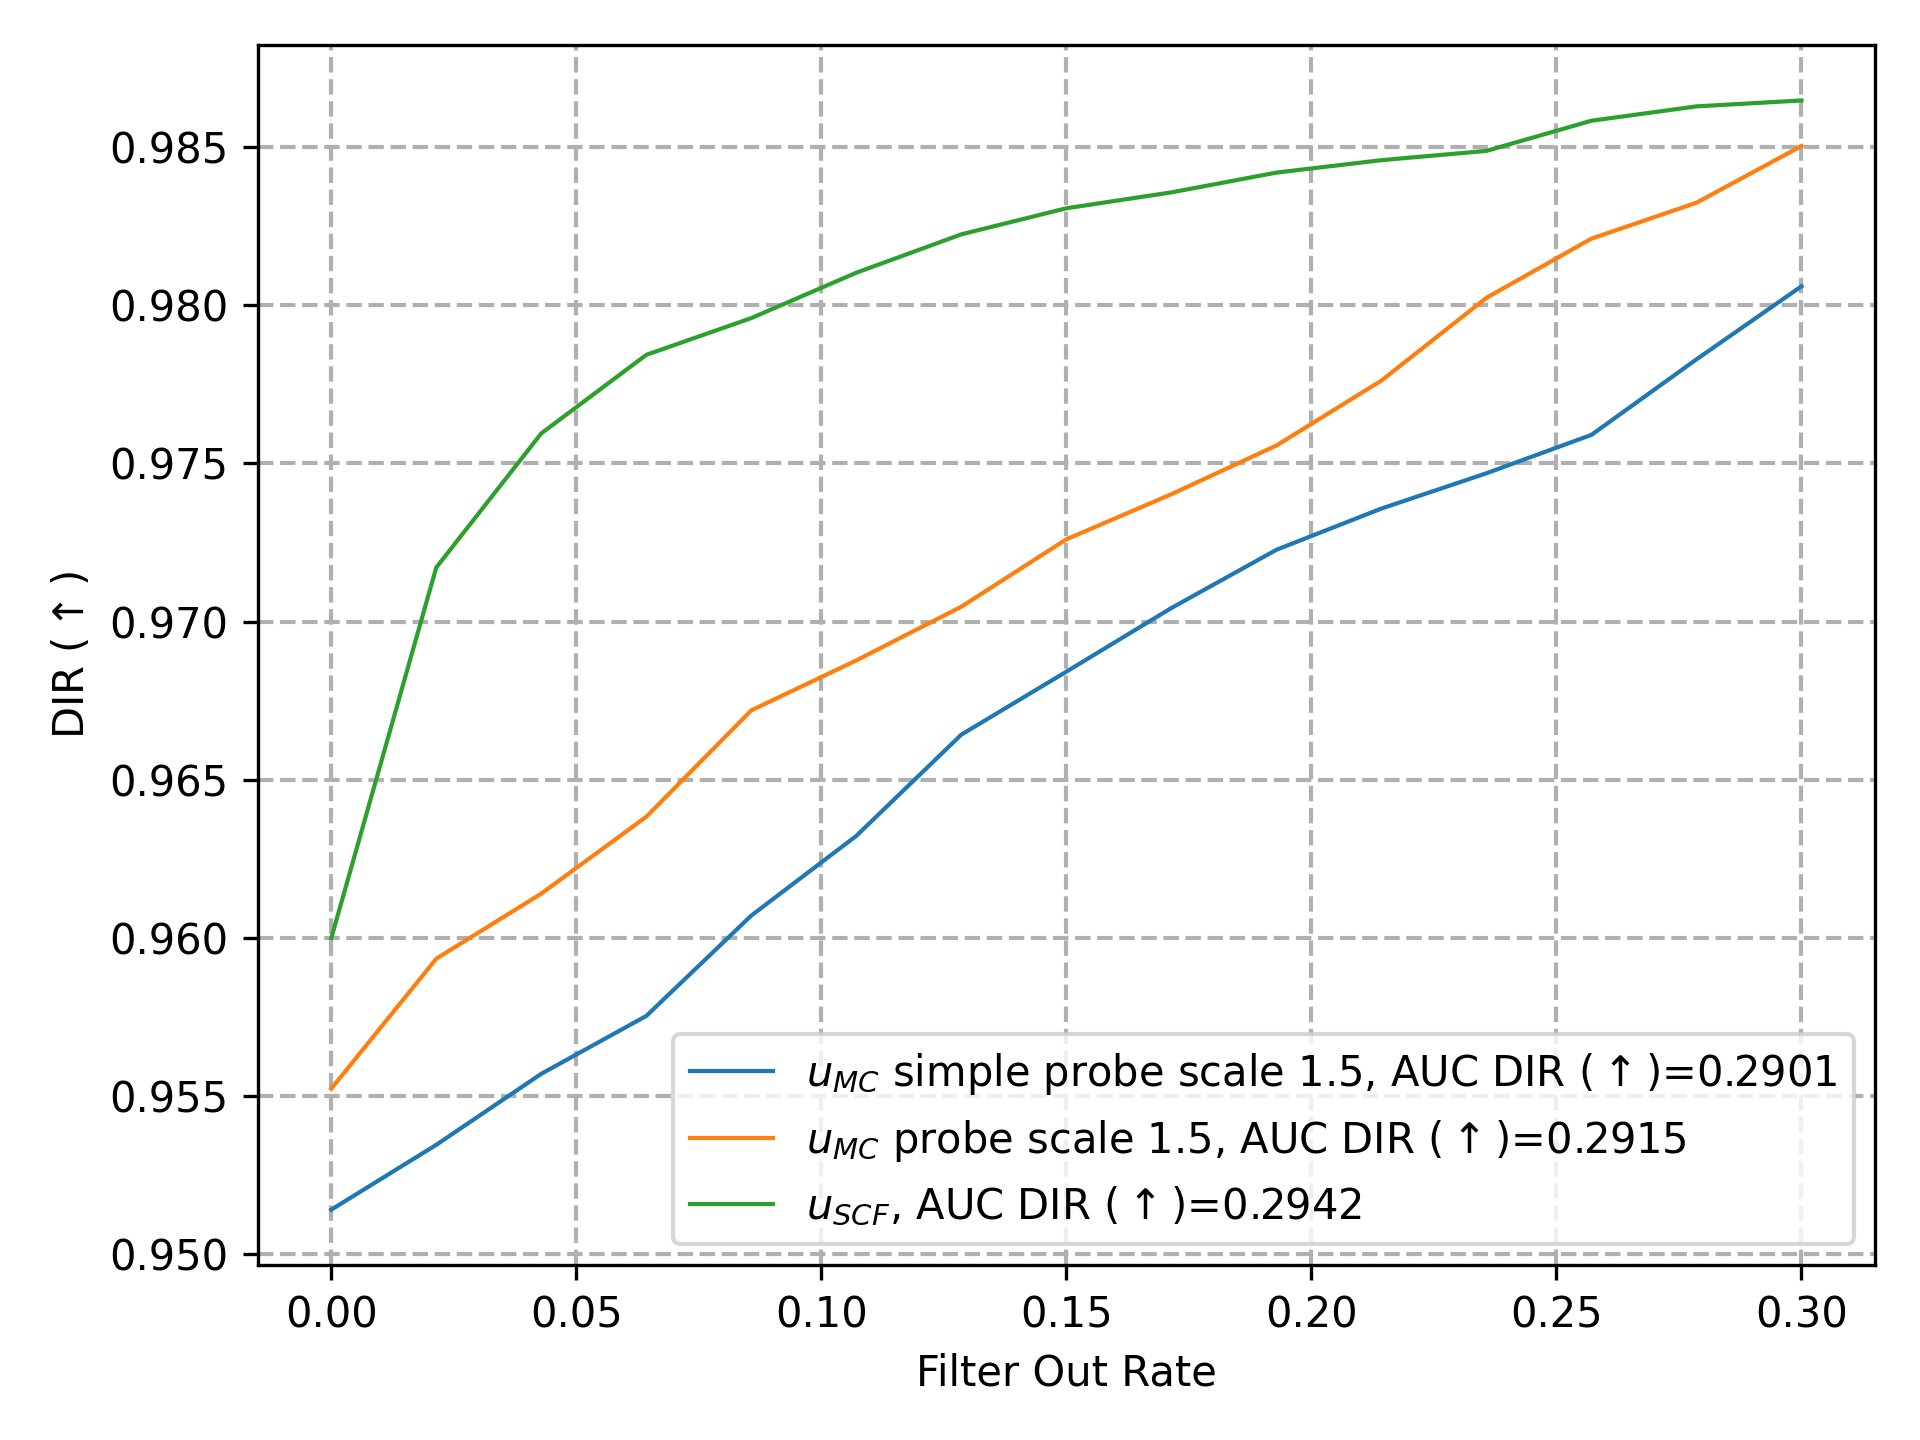 0.985
0.980
0.975
0.970
0.965
0.960
0.955
0.950
DIR (↑)
u_MC simple probe scale 1.5, AUC DIR (↑)=0.2901
u_MC probe scale 1.5, AUC DIR (↑)=0.2915
u_SCF, AUC DIR (↑)=0.2942
0.00 0.05 0.10 0.15 0.20 0.25 0.30
Filter Out Rate